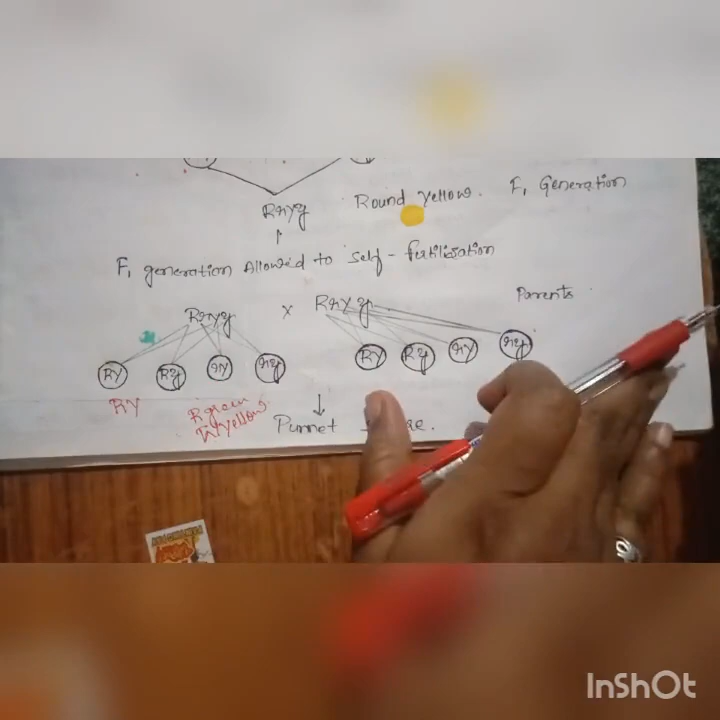 RrYy Round Yellow. F1 Generation
↑
F1 generation Allowed to Self-fertilisation
RrYy x RrYy Parents
RY Ry rY ry RY Ry rY ry
RY R green
Yellow
↓
Punnet
InShOt